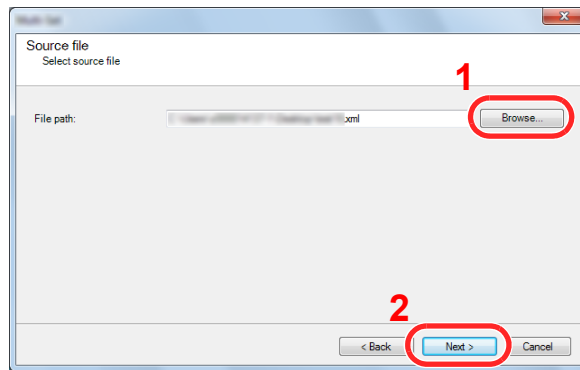 Source file
Select source file
1
File path:
.xml
Browse...
2
< Back
Next >
Cancel